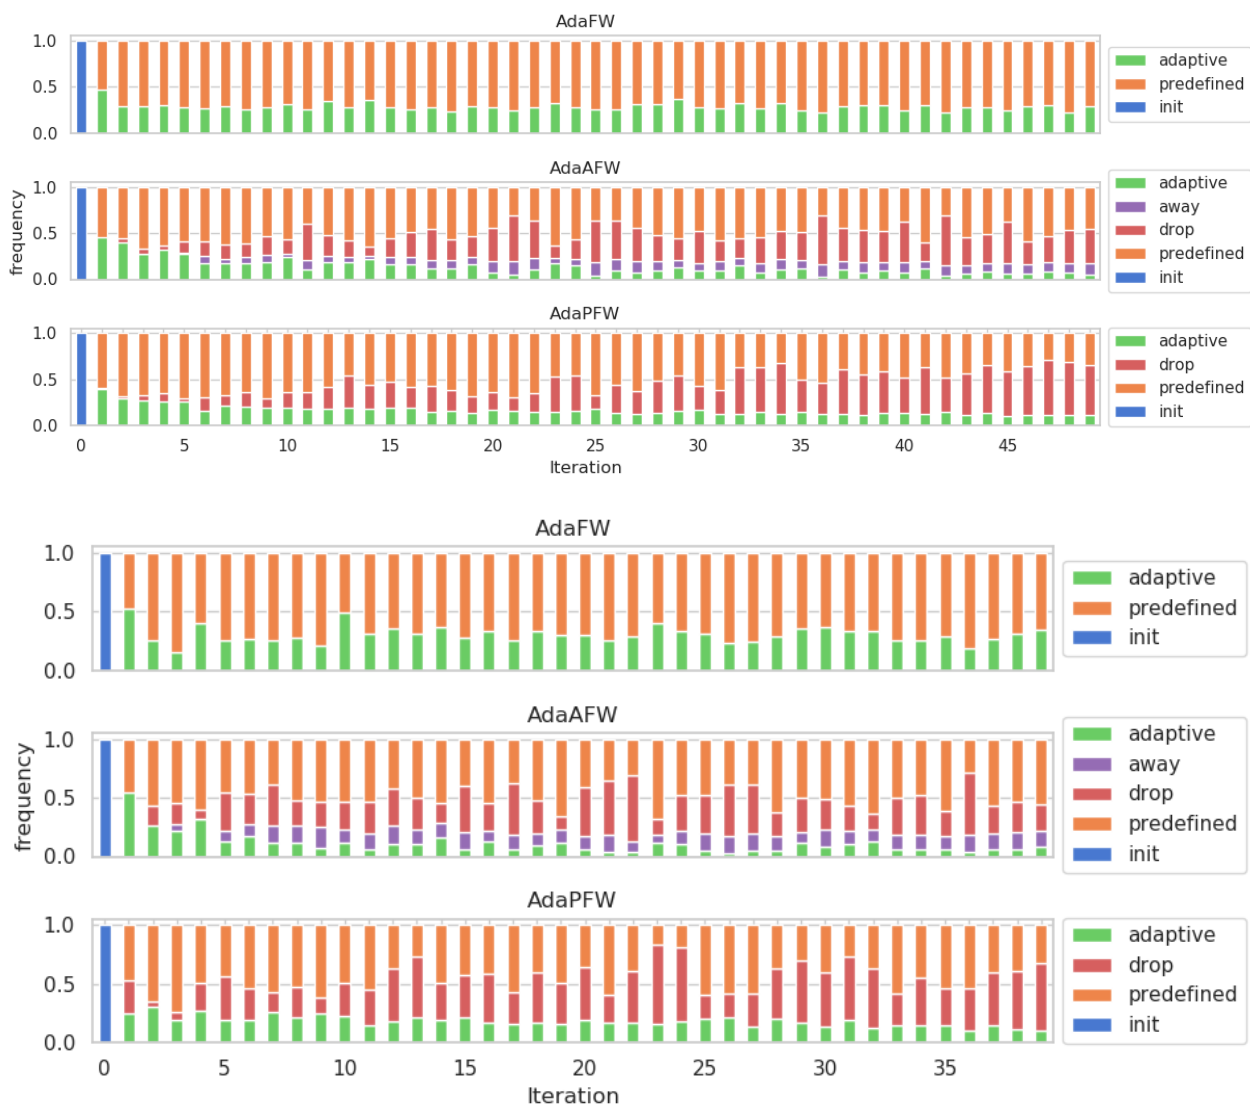 AdaFW
1.0
0.5
0.0
adaptive
predefined
init
AdaAFW
frequency
1.0
0.5
0.0
adaptive
away
drop
predefined
init
AdaPFW
1.0
0.5
0.0
adaptive
drop
predefined
init
0 5 10 15 20 25 30 35 40 45
Iteration
AdaFW
1.0
0.5
0.0
adaptive
predefined
init
AdaAFW
frequency
1.0
0.5
0.0
adaptive
away
drop
predefined
init
AdaPFW
1.0
0.5
0.0
adaptive
drop
predefined
init
0 5 10 15 20 25 30 35
Iteration